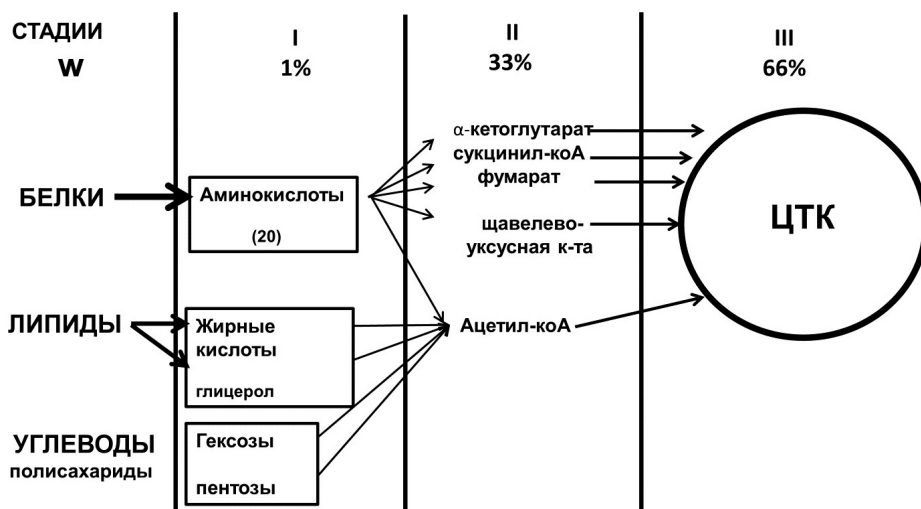 СТАДИИ
W
I
1%
II
33%
III
66%
БЕЛКИ
Аминокислоты
(20)
α-кетоглутарат
сукцинил-коА
фумарат
щавелево-
уксусная к-та
ЦТК
ЛИПИДЫ
Жирные
кислоты
глицерол
Ацетил-коА
УГЛЕВОДЫ
полисахариды
Гексозы
пентозы